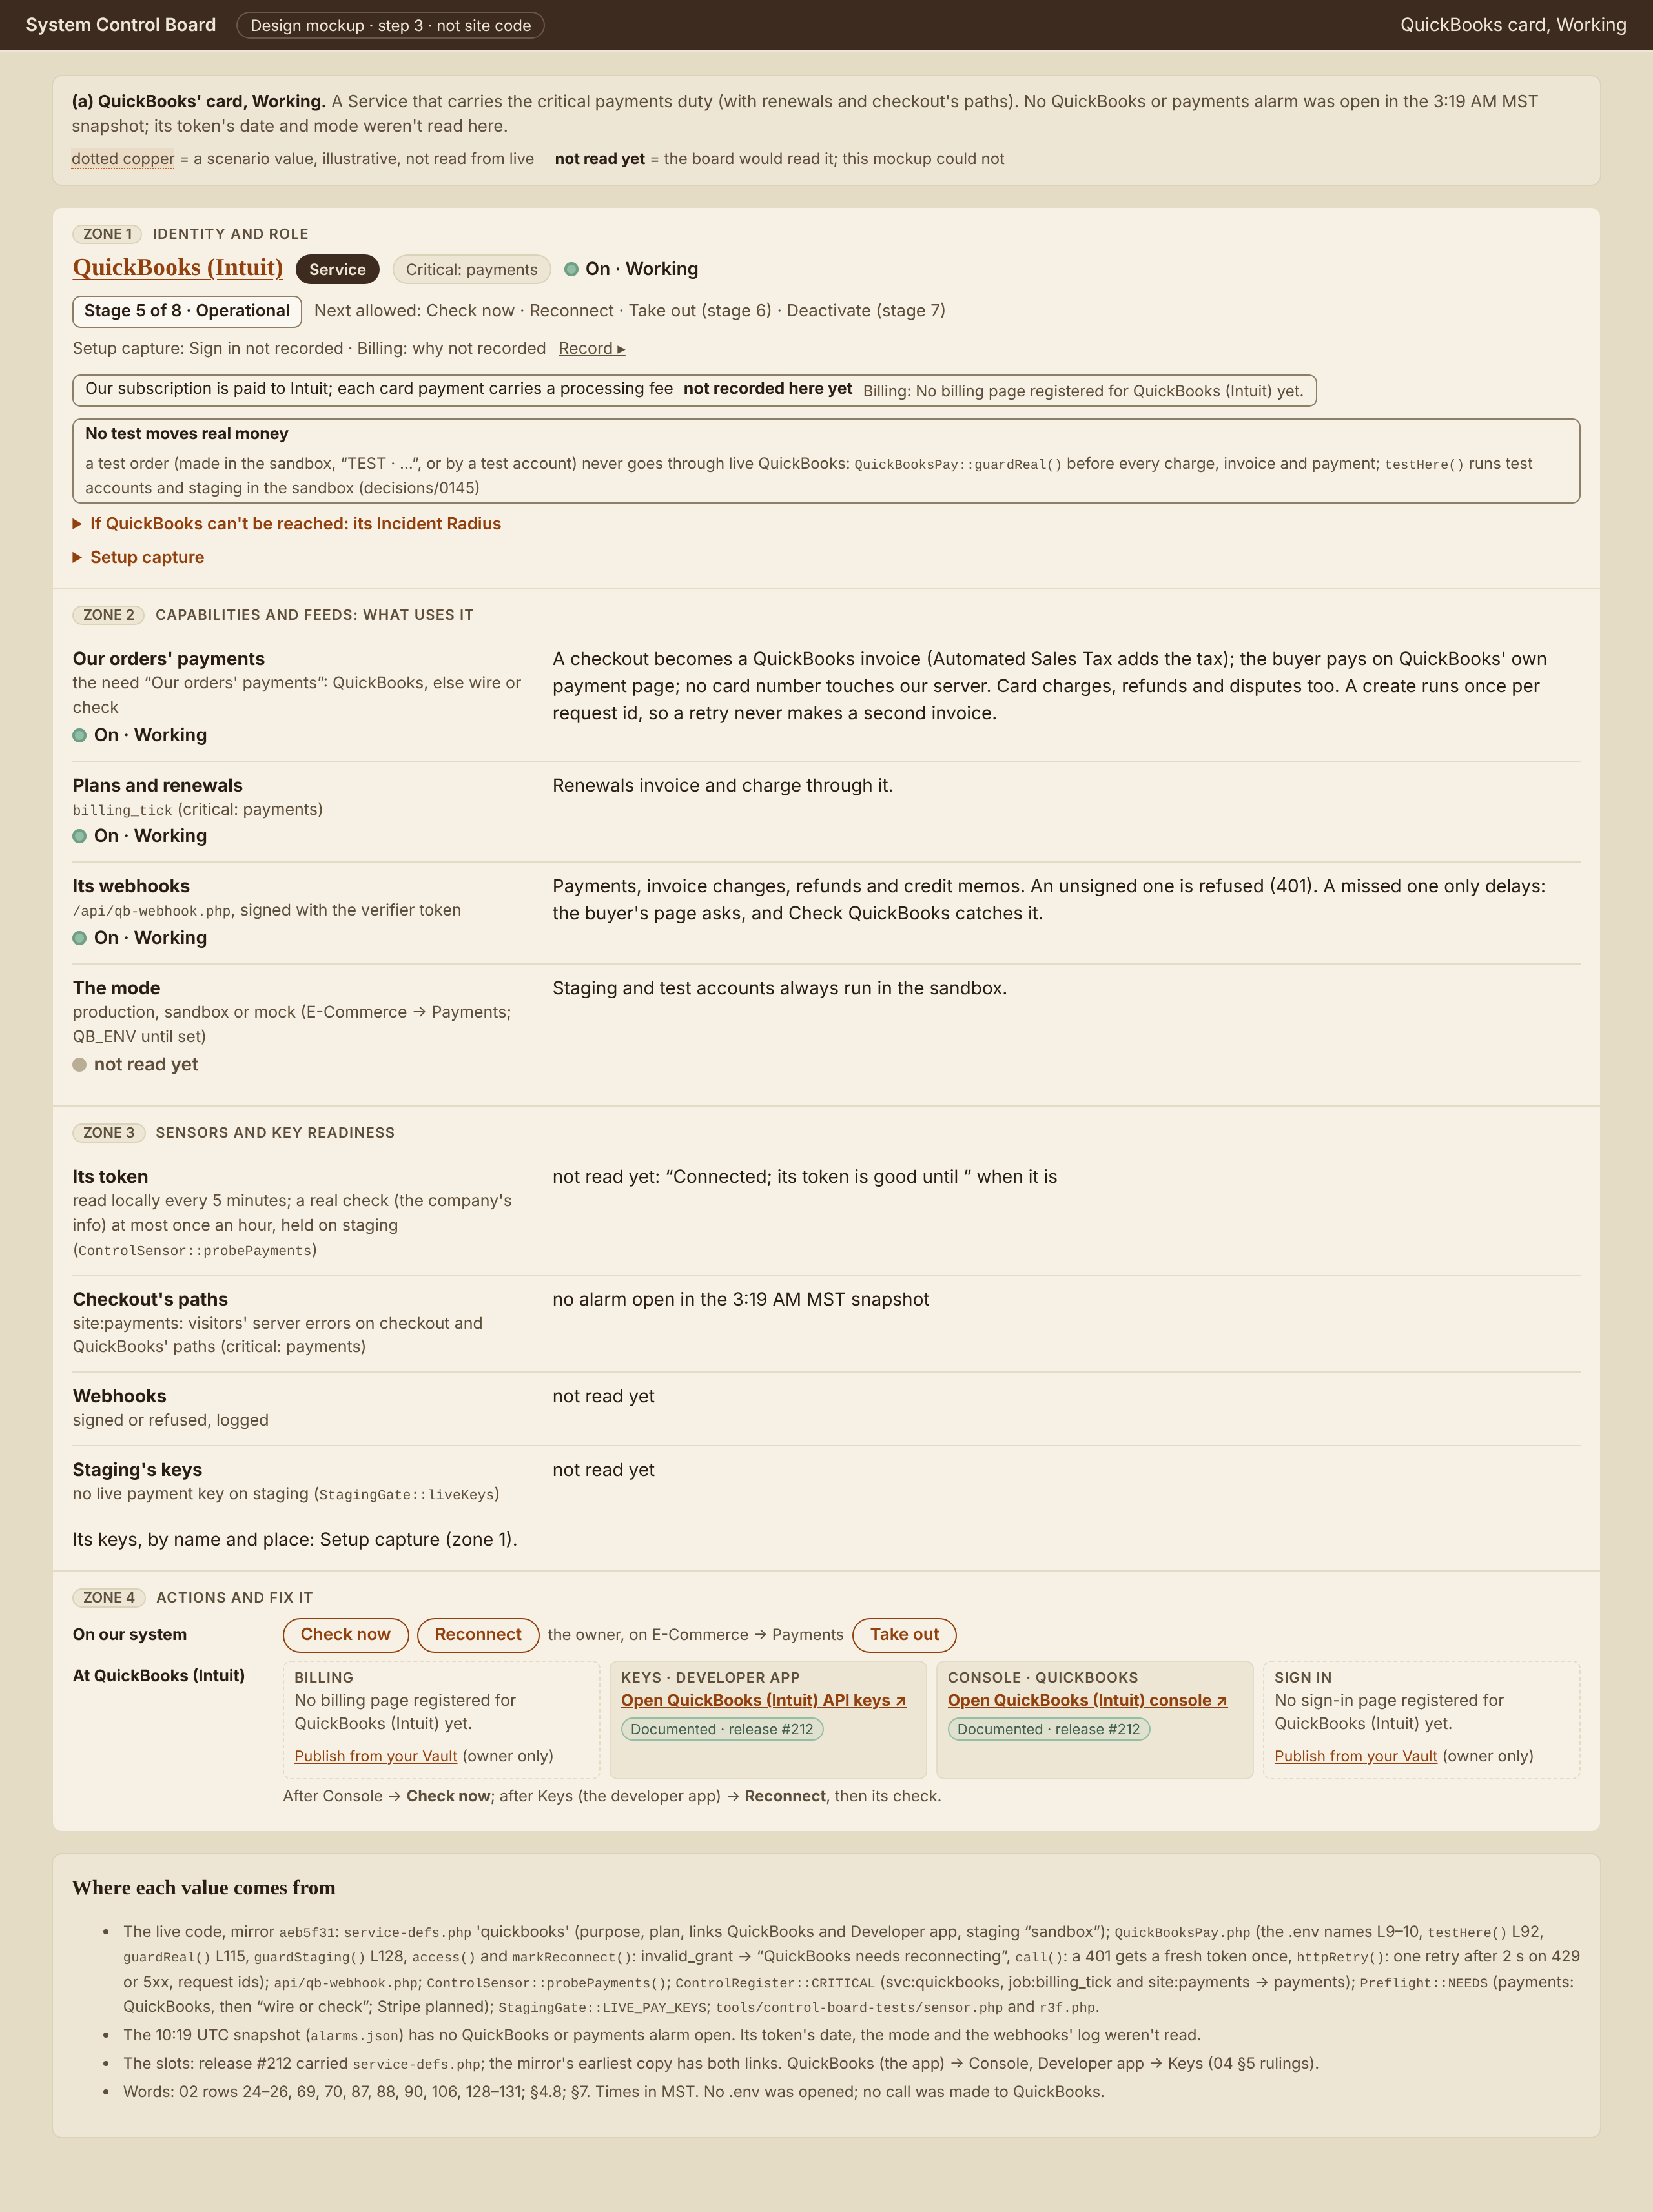 System Control Board
Design mockup · step 3 · not site code
QuickBooks card, Working
(a) QuickBooks' card, Working. A Service that carries the critical payments duty (with renewals and checkout's paths). No QuickBooks or payments alarm was open in the 3:19 AM MST
snapshot; its token's date and mode weren't read here.
dotted copper = a scenario value, illustrative, not read from live not read yet = the board would read it; this mockup could not
ZONE 1 IDENTITY AND ROLE
QuickBooks (Intuit) Service Critical: payments On · Working
Stage 5 of 8 · Operational Next allowed: Check now · Reconnect · Take out (stage 6) · Deactivate (stage 7)
Setup capture: Sign in not recorded · Billing: why not recorded Record ▸
Our subscription is paid to Intuit; each card payment carries a processing fee not recorded here yet Billing: No billing page registered for QuickBooks (Intuit) yet.
No test moves real money
a test order (made in the sandbox, “TEST · …”, or by a test account) never goes through live QuickBooks: QuickBooksPay::guardReal() before every charge, invoice and payment; testHere() runs test
accounts and staging in the sandbox (decisions/0145)
▶ If QuickBooks can't be reached: its Incident Radius
▶ Setup capture
ZONE 2 CAPABILITIES AND FEEDS: WHAT USES IT
Our orders' payments
the need “Our orders' payments”: QuickBooks, else wire or
check
On · Working
A checkout becomes a QuickBooks invoice (Automated Sales Tax adds the tax); the buyer pays on QuickBooks' own
payment page; no card number touches our server. Card charges, refunds and disputes too. A create runs once per
request id, so a retry never makes a second invoice.
Plans and renewals
billing_tick (critical: payments)
On · Working
Renewals invoice and charge through it.
Its webhooks
/api/qb-webhook.php, signed with the verifier token
On · Working
Payments, invoice changes, refunds and credit memos. An unsigned one is refused (401). A missed one only delays:
the buyer's page asks, and Check QuickBooks catches it.
The mode
production, sandbox or mock (E-Commerce → Payments;
QB_ENV until set)
not read yet
Staging and test accounts always run in the sandbox.
ZONE 3 SENSORS AND KEY READINESS
Its token
read locally every 5 minutes; a real check (the company's
info) at most once an hour, held on staging
(ControlSensor::probePayments)
not read yet: “Connected; its token is good until ” when it is
Checkout's paths
site:payments: visitors' server errors on checkout and
QuickBooks' paths (critical: payments)
no alarm open in the 3:19 AM MST snapshot
Webhooks
signed or refused, logged
not read yet
Staging's keys
no live payment key on staging (StagingGate::liveKeys)
not read yet
Its keys, by name and place: Setup capture (zone 1).
ZONE 4 ACTIONS AND FIX IT
On our system Check now Reconnect the owner, on E-Commerce → Payments Take out
At QuickBooks (Intuit)
BILLING
No billing page registered for
QuickBooks (Intuit) yet.
Publish from your Vault (owner only)
KEYS · DEVELOPER APP
Open QuickBooks (Intuit) API keys ↗
Documented · release #212
CONSOLE · QUICKBOOKS
Open QuickBooks (Intuit) console ↗
Documented · release #212
SIGN IN
No sign-in page registered for
QuickBooks (Intuit) yet.
Publish from your Vault (owner only)
After Console → Check now; after Keys (the developer app) → Reconnect, then its check.
Where each value comes from
• The live code, mirror aeb5f31: service-defs.php 'quickbooks' (purpose, plan, links QuickBooks and Developer app, staging “sandbox”); QuickBooksPay.php (the .env names L9–10, testHere() L92,
guardReal() L115, guardStaging() L128, access() and markReconnect(): invalid_grant → “QuickBooks needs reconnecting”, call(): a 401 gets a fresh token once, httpRetry(): one retry after 2 s on 429
or 5xx, request ids); api/qb-webhook.php; ControlSensor::probePayments(); ControlRegister::CRITICAL (svc:quickbooks, job:billing_tick and site:payments → payments); Preflight::NEEDS (payments:
QuickBooks, then “wire or check”; Stripe planned); StagingGate::LIVE_PAY_KEYS; tools/control-board-tests/sensor.php and r3f.php.
• The 10:19 UTC snapshot (alarms.json) has no QuickBooks or payments alarm open. Its token's date, the mode and the webhooks' log weren't read.
• The slots: release #212 carried service-defs.php; the mirror's earliest copy has both links. QuickBooks (the app) → Console, Developer app → Keys (04 §5 rulings).
• Words: 02 rows 24–26, 69, 70, 87, 88, 90, 106, 128–131; §4.8; §7. Times in MST. No .env was opened; no call was made to QuickBooks.